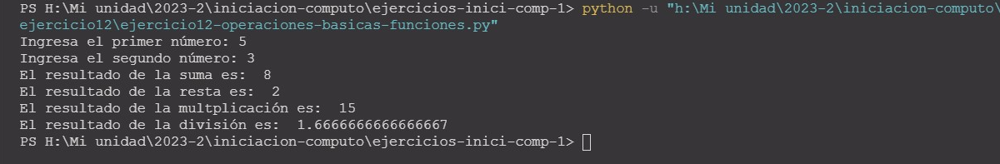 PS H:\Mi unidad\2023-2\iniciacion-computo\ejercicios-inici-comp-1> python -u "h:\Mi unidad\2023-2\iniciacion-computo\
ejercicio12\ejercicio12-operaciones-basicas-funciones.py"
Ingresa el primer número: 5
Ingresa el segundo número: 3
El resultado de la suma es:  8
El resultado de la resta es:  2
El resultado de la multplicación es:  15
El resultado de la división es:  1.6666666666666667
PS H:\Mi unidad\2023-2\iniciacion-computo\ejercicios-inici-comp-1>